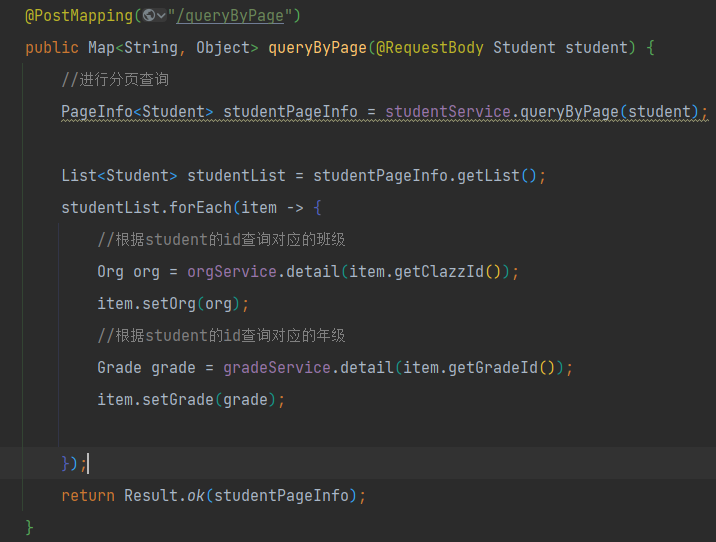 @PostMapping("/queryByPage")
public Map<String, Object> queryByPage(@RequestBody Student student) {
//进行分页查询
PageInfo<Student> studentPageInfo = studentService.queryByPage(student);
List<Student> studentList = studentPageInfo.getList();
studentList.forEach(item -> {
//根据student的id查询对应的班级
Org org = orgService.detail(item.getClazzId());
item.setOrg(org);
//根据student的id查询对应的年级
Grade grade = gradeService.detail(item.getGradeId());
item.setGrade(grade);
});
return Result.ok(studentPageInfo);
}